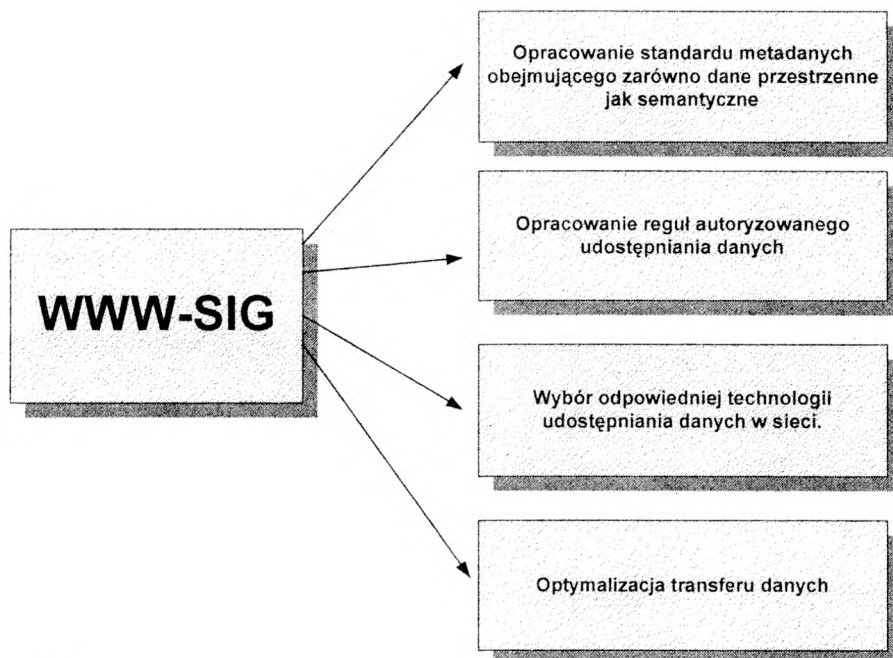 WWW-SIG
Opracowanie standardu metadanych
obejmującego zarówno dane przestrzenne
jak semantyczne
Opracowanie reguł autoryzowanego
udostępniania danych
Wybór odpowiedniej technologii
udostępniania danych w sieci.
Optymalizacja transferu danych